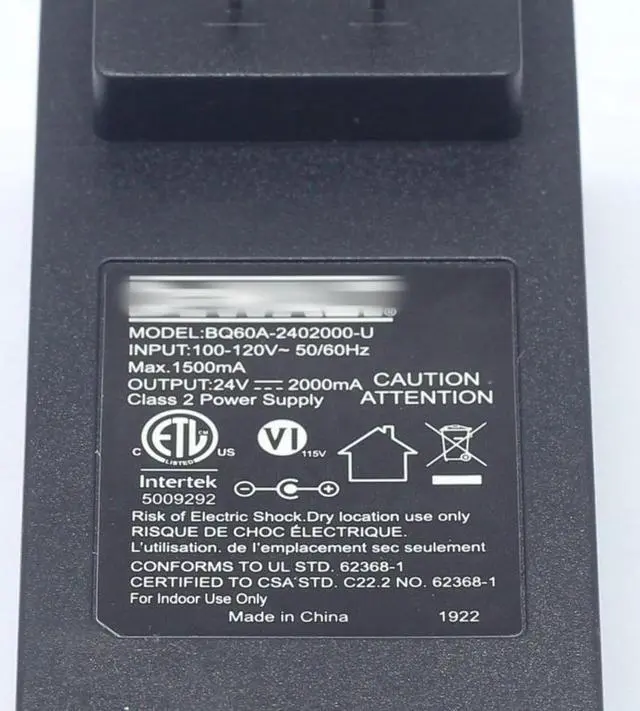 MODEL:BQ60A-2402000-U
INPUT:100-120V~ 50/60Hz
Max.1500mA
OUTPUT:24V ⎓ 2000mA
Class 2 Power Supply
CAUTION
ATTENTION
C ETL CM LISTED US
VI 115V
Intertek
5009292
Risk of Electric Shock.Dry location use only
RISQUE DE CHOC ÉLECTRIQUE.
L'utilisation. de l'emplacement sec seulement
CONFORMS TO UL STD. 62368-1
CERTIFIED TO CSA STD. C22.2 NO. 62368-1
For Indoor Use Only
Made in China 1922